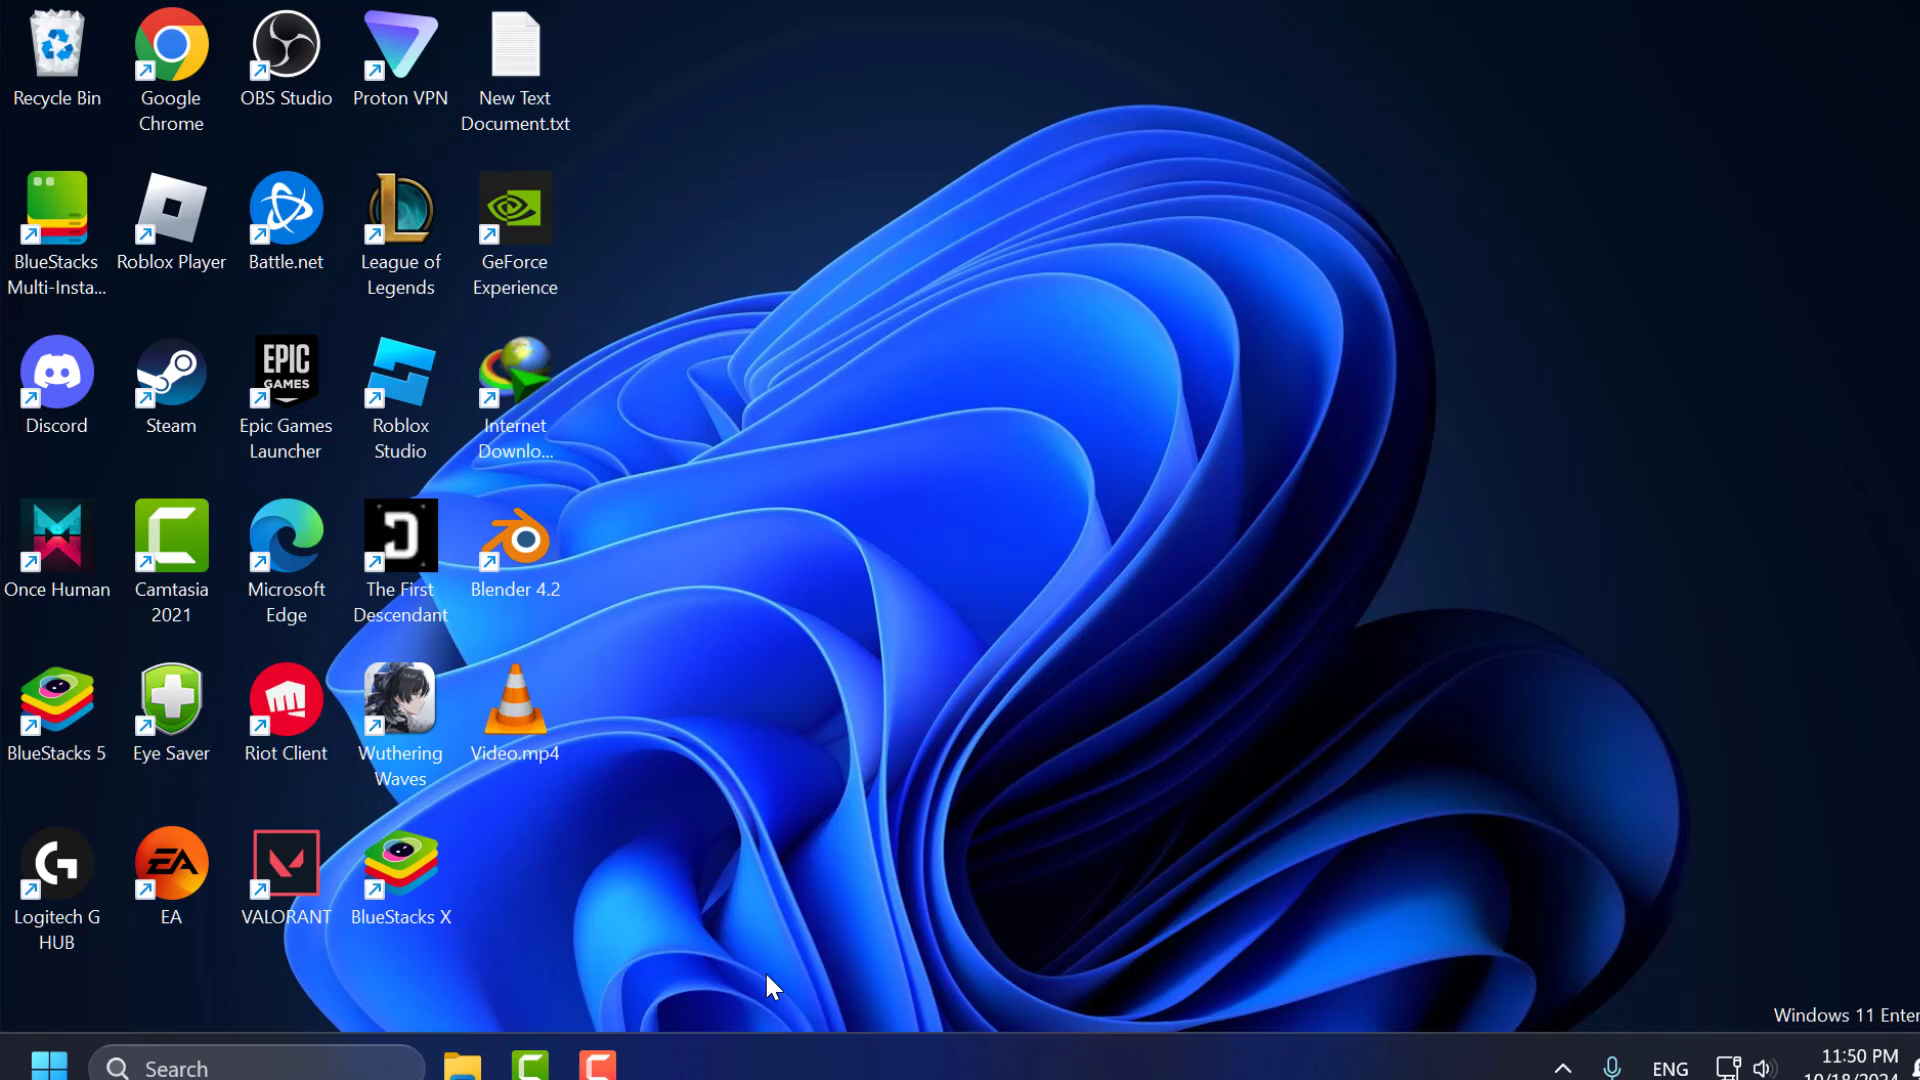 Recycle Bin
Google
Chrome
OBS Studio
Proton VPN
New Text
Document.txt
BlueStacks
Multi-Insta...
Roblox Player
Battle.net
League of
Legends
GeForce
Experience
Discord
Steam
EPIC
GAMES
Epic Games
Launcher
Roblox
Studio
Internet
Downlo...
Once Human
Camtasia
2021
Microsoft
Edge
The First
Descendant
Blender 4.2
BlueStacks 5
Eye Saver
Riot Client
Wuthering
Waves
Video.mp4
Logitech G
HUB
EA
EA
VALORANT
BlueStacks X
Windows 11 Enter
Search
ENG
11:50 PM
10/18/2024